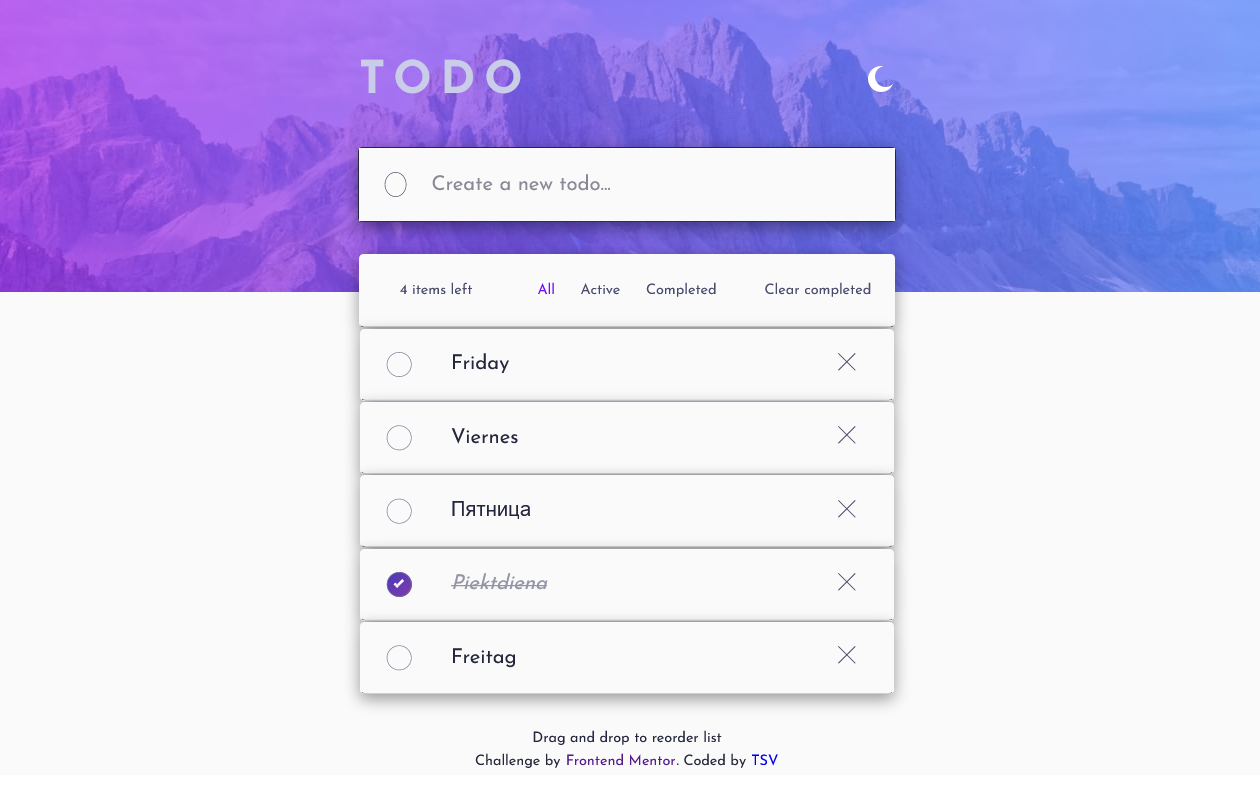 TODO
Create a new todo...
4 items left All Active Completed Clear completed
Friday
Viernes
Пятница
Piektdiena
Freitag
Drag and drop to reorder list
Challenge by Frontend Mentor. Coded by TSV